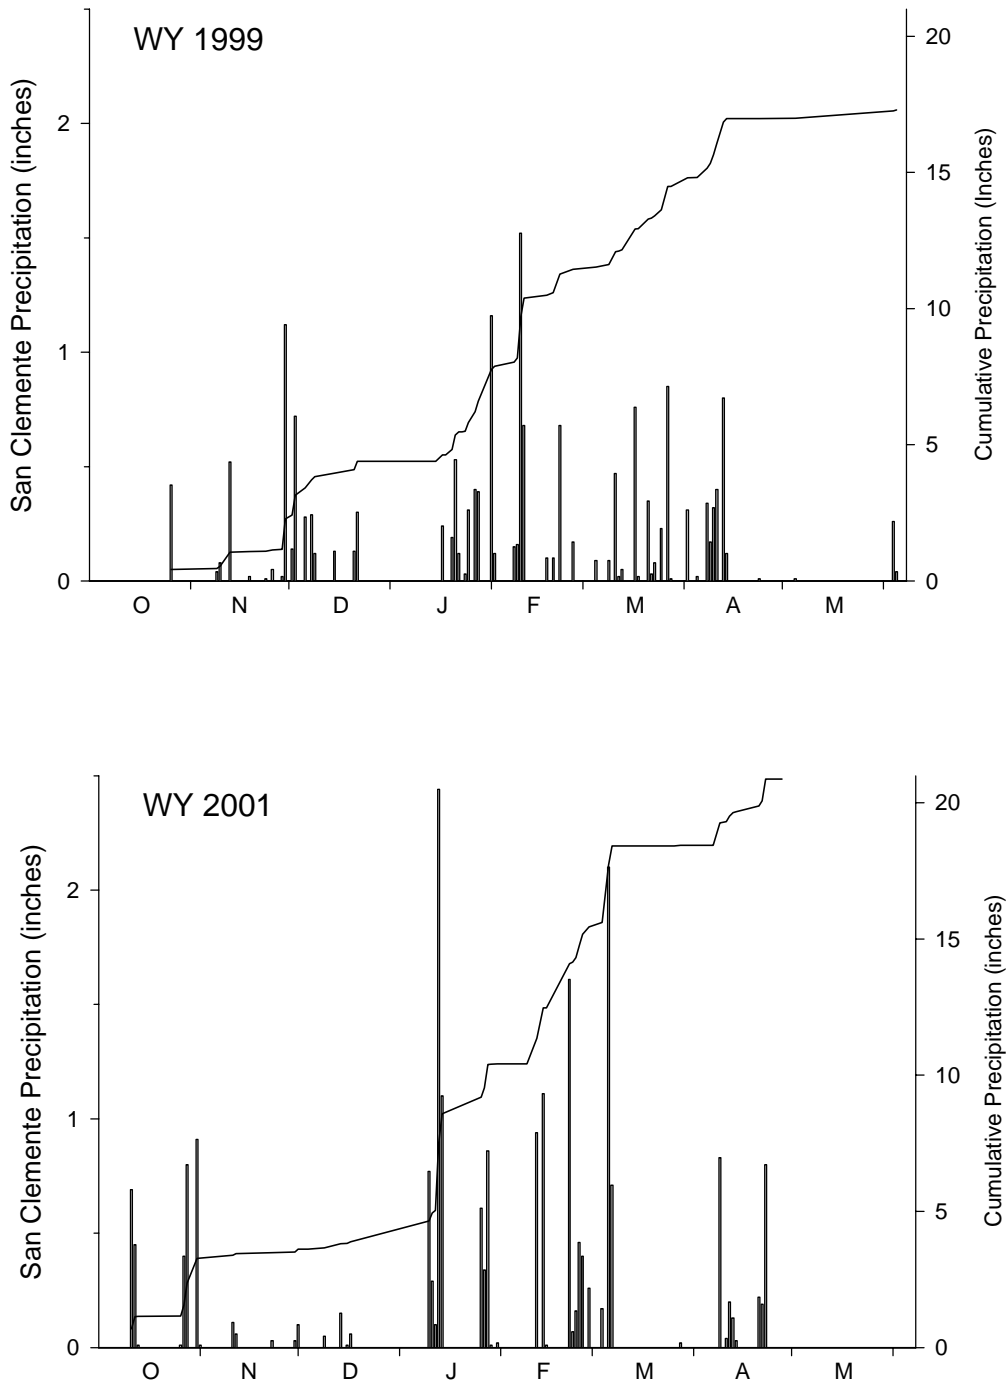 WY 1999
San Clemente Precipitation (inches)
2
1
0
20
15
10
5
0
Cumulative Precipitation (Inches)
O N D J F M A M
WY 2001
San Clemente Precipitation (inches)
2
1
0
20
15
10
5
0
Cumulative Precipitation (inches)
O N D J F M A M